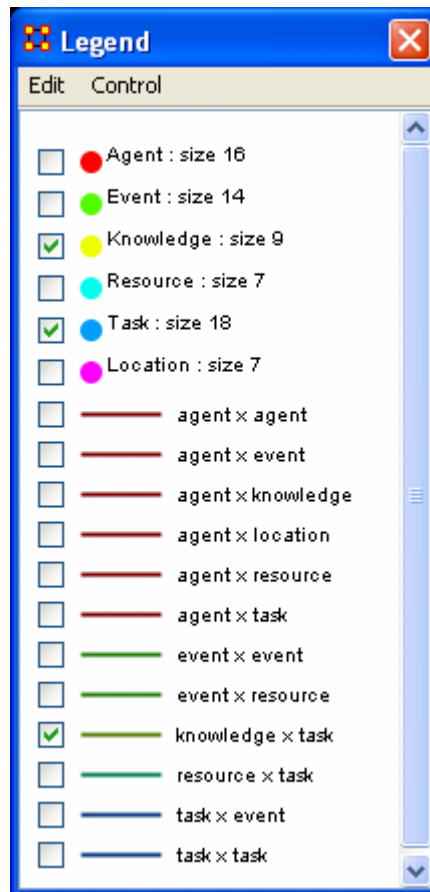 Legend
Edit Control
Agent : size 16
Event : size 14
Knowledge : size 9
Resource : size 7
Task : size 18
Location : size 7
agent x agent
agent x event
agent x knowledge
agent x location
agent x resource
agent x task
event x event
event x resource
knowledge x task
resource x task
task x event
task x task